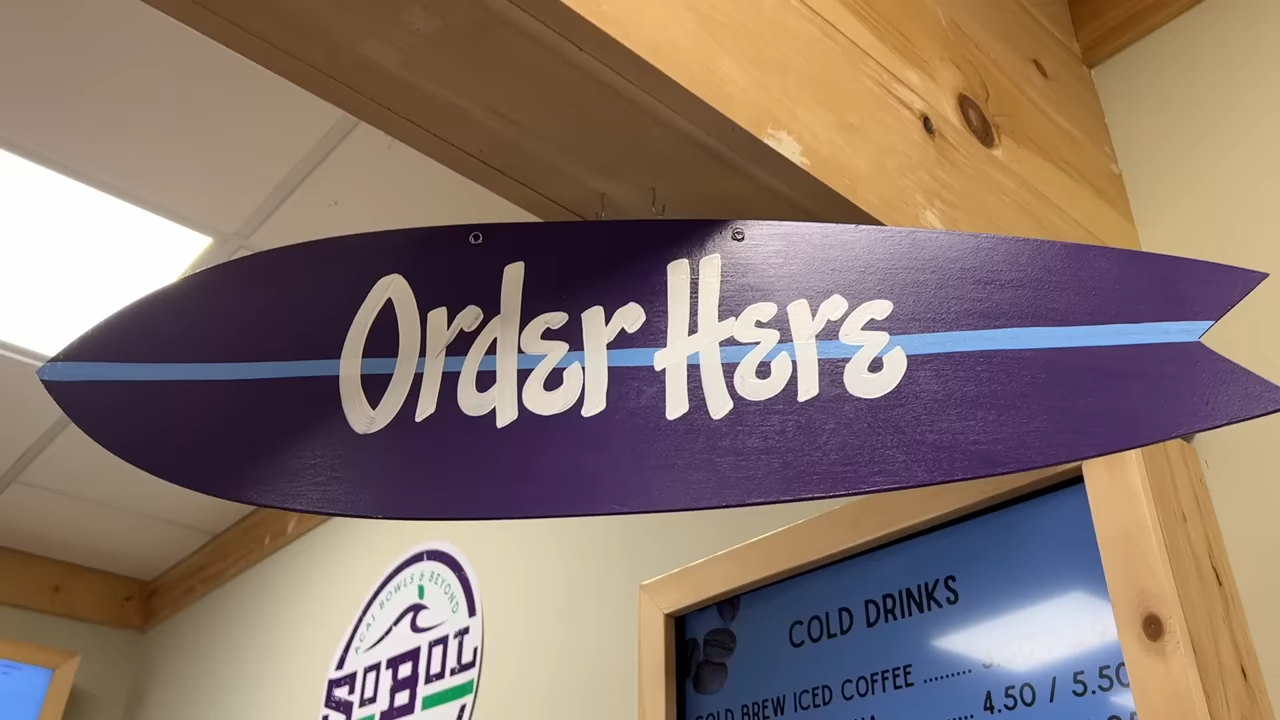 Order Here
ACAI BOWLS & BEYOND
SOBOL
COLD DRINKS
COLD BREW ICED COFFEE .........
......... 4.50 / 5.50